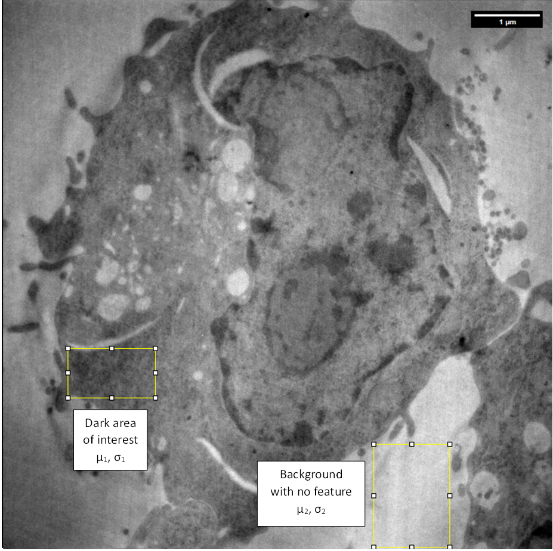 1 µm
Dark area
of interest
µ₁, σ₁
Background
with no feature
µ₂, σ₂